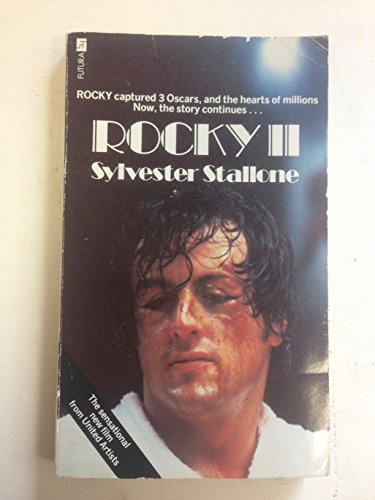 FUTURA
ROCKY captured 3 Oscars, and the hearts of millions
Now, the story continues . . .
ROCKY II
Sylvester Stallone
The sensational
new film
from United Artists